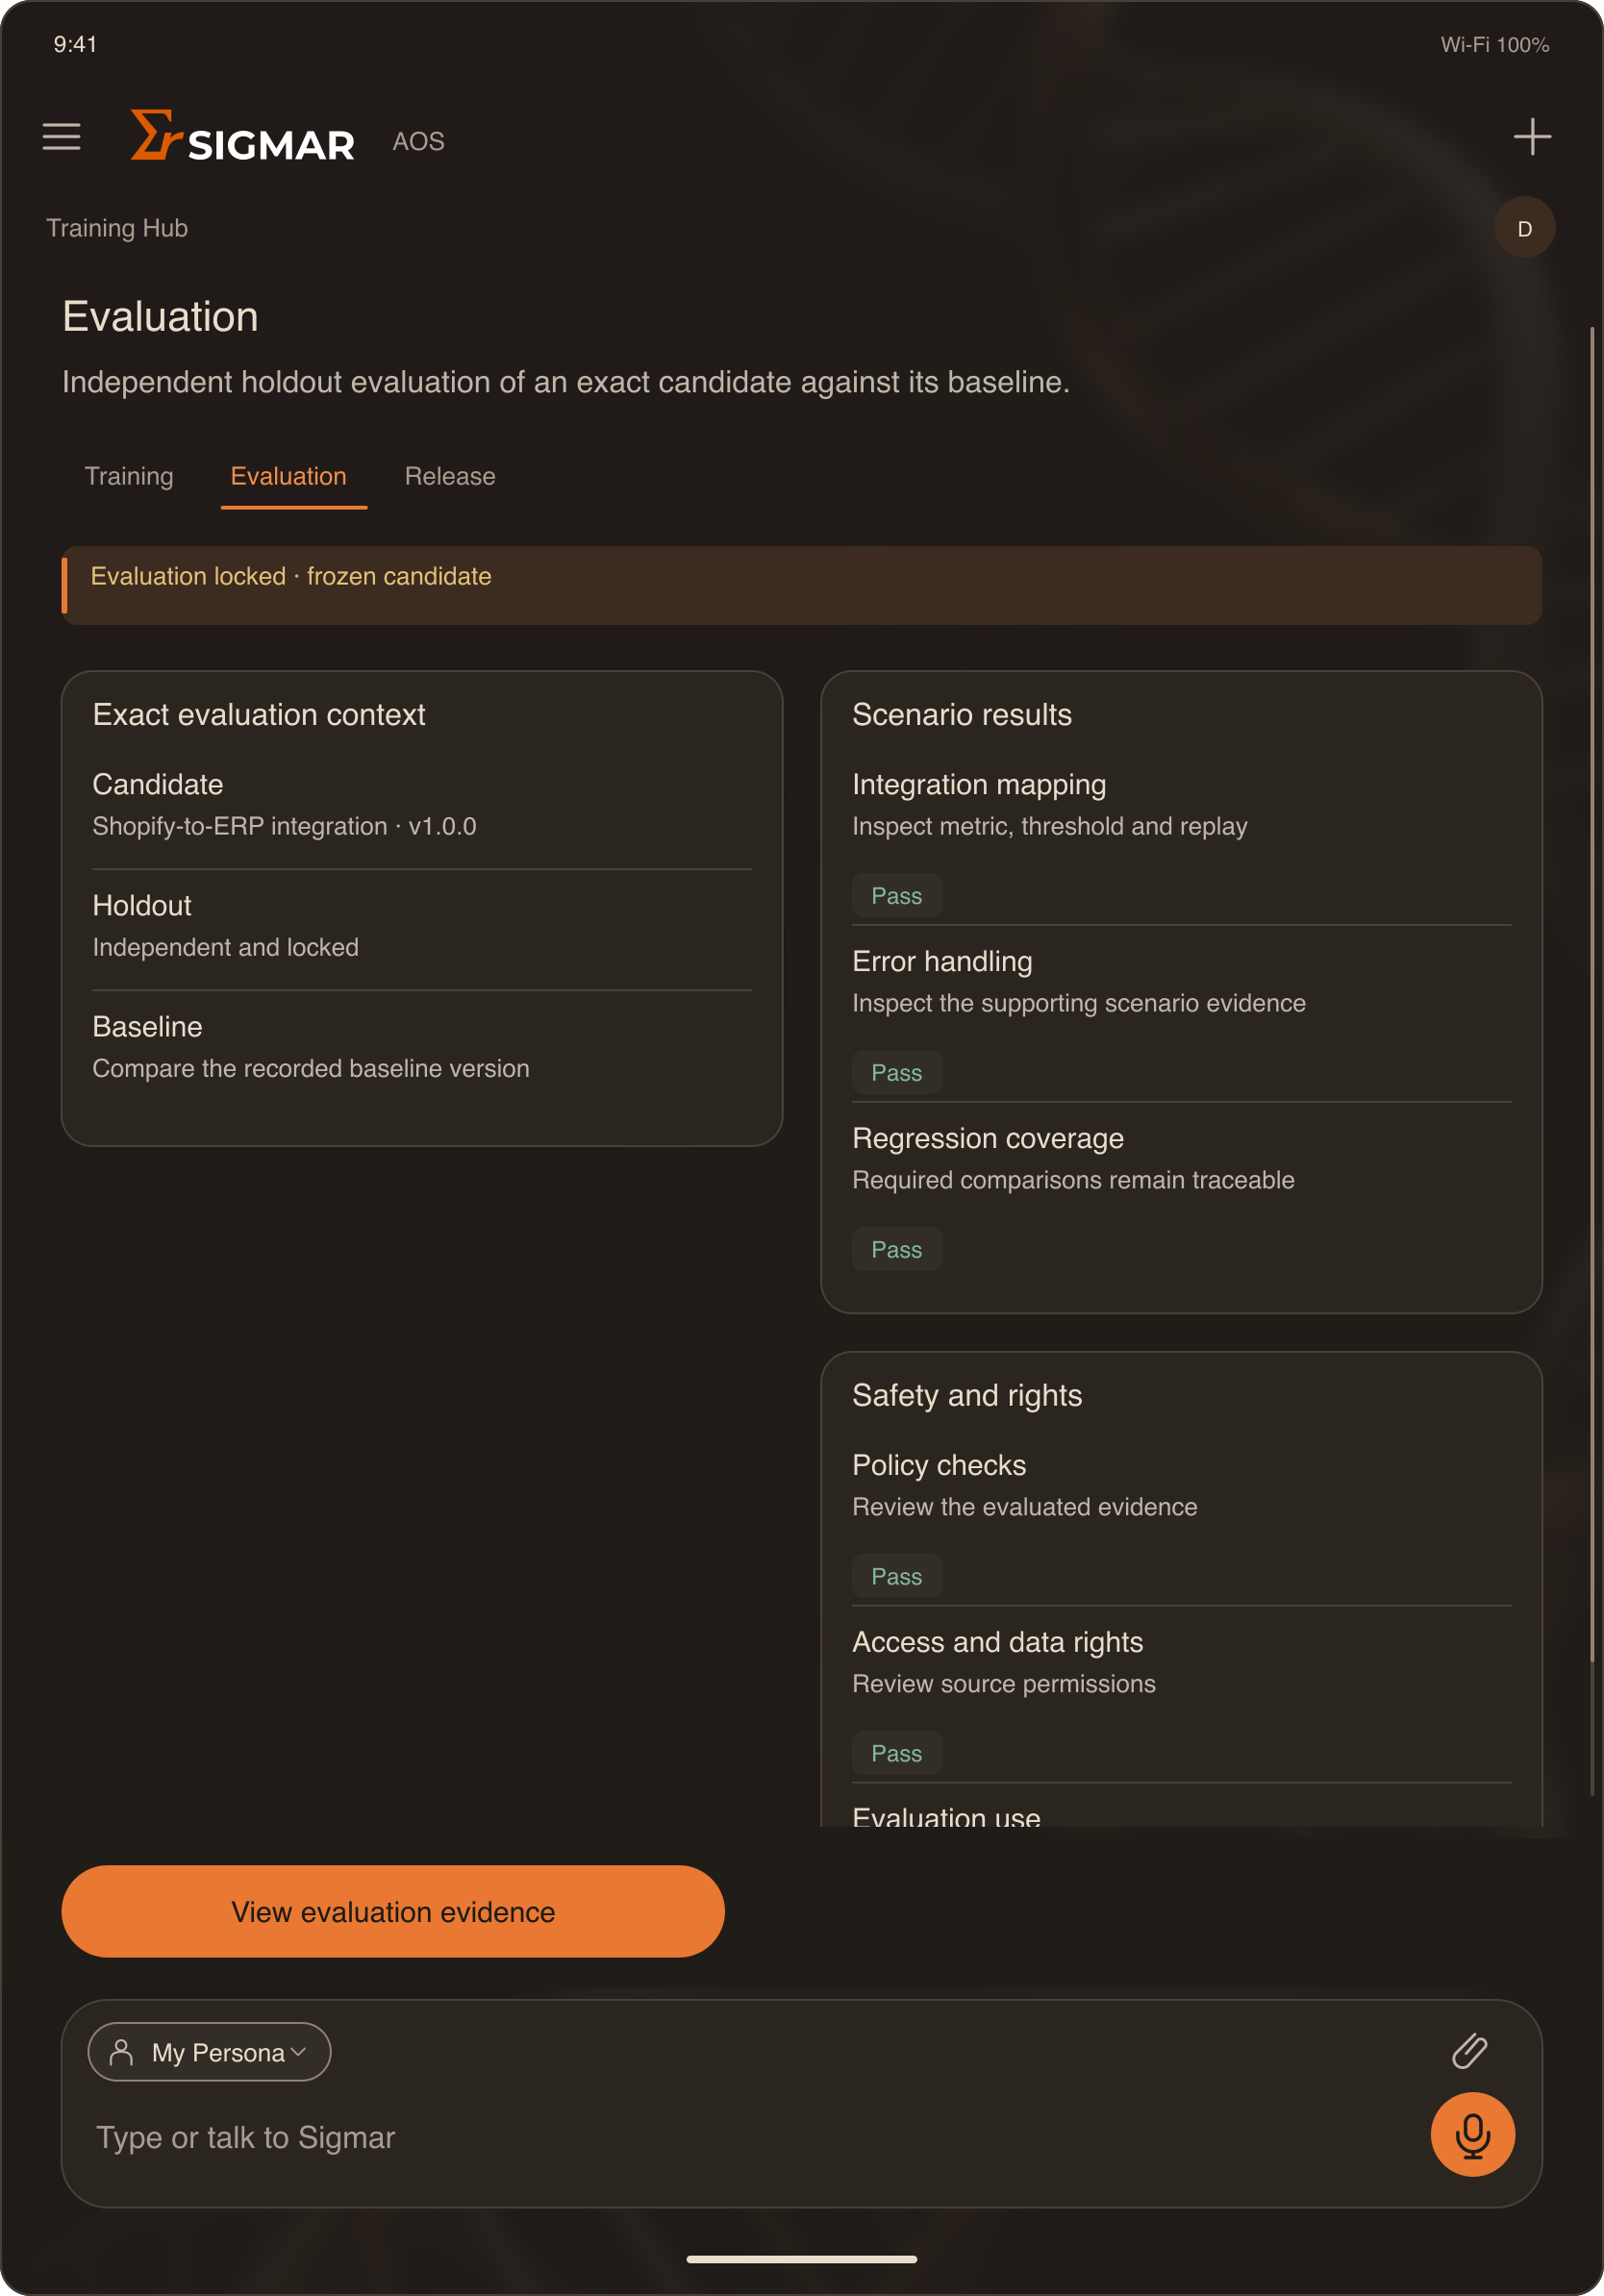 9:41
Wi-Fi 100%
Σr SIGMAR AOS
Training Hub
D
Evaluation
Independent holdout evaluation of an exact candidate against its baseline.
Training
Evaluation
Release
Evaluation locked · frozen candidate
Exact evaluation context
Candidate
Shopify-to-ERP integration · v1.0.0
Holdout
Independent and locked
Baseline
Compare the recorded baseline version
Scenario results
Integration mapping
Inspect metric, threshold and replay
Pass
Error handling
Inspect the supporting scenario evidence
Pass
Regression coverage
Required comparisons remain traceable
Pass
Safety and rights
Policy checks
Review the evaluated evidence
Pass
Access and data rights
Review source permissions
Pass
Evaluation use
View evaluation evidence
My Persona
Type or talk to Sigmar